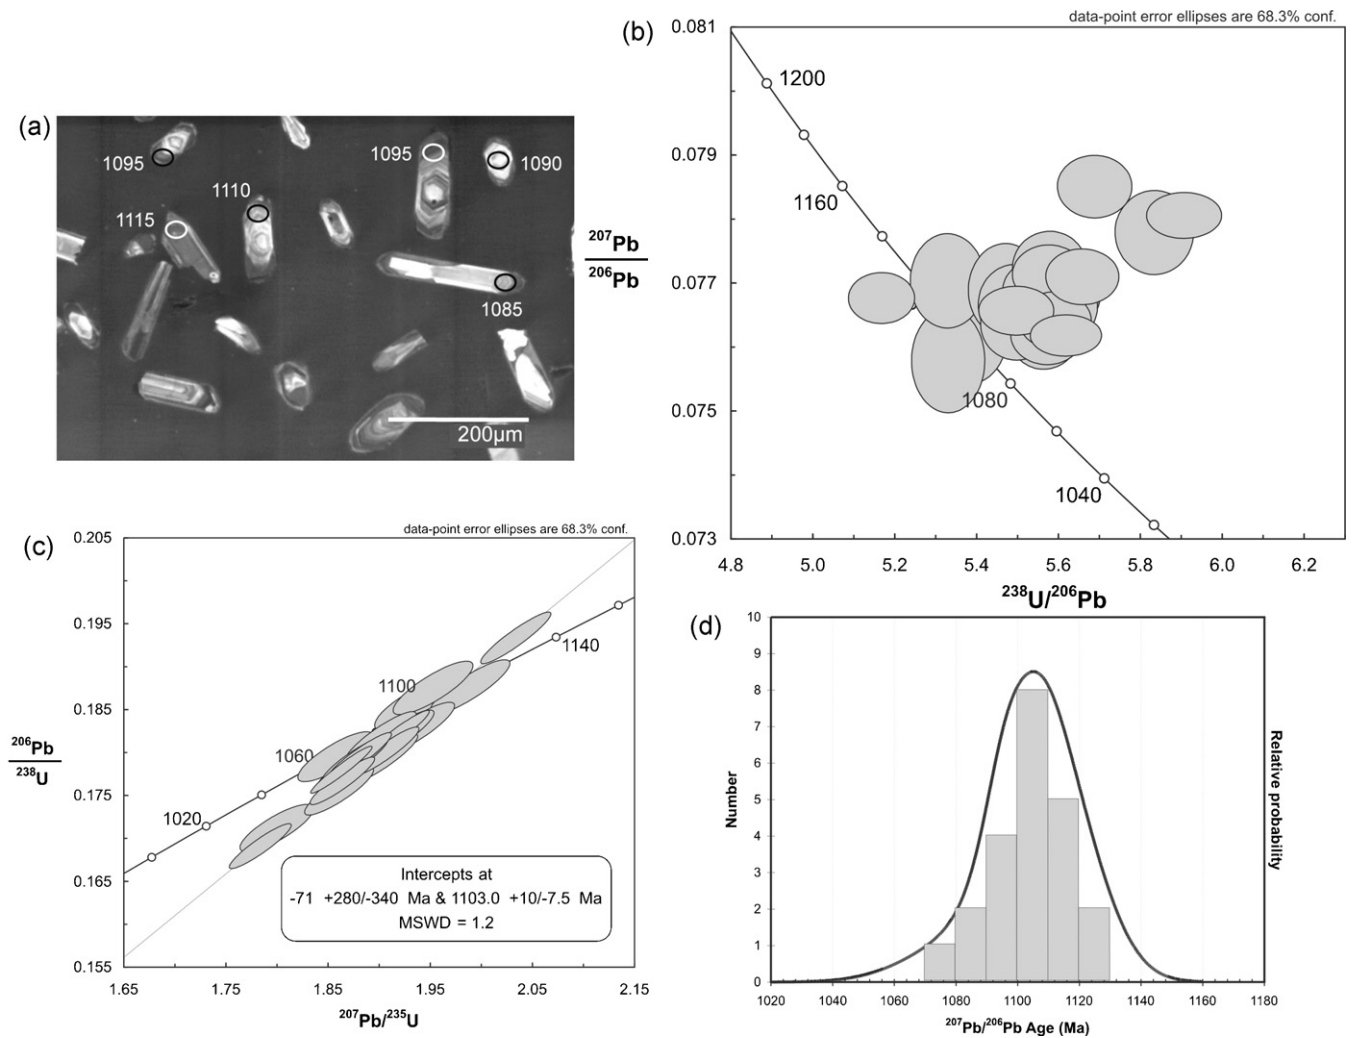 (a)
1095
1110
1115
1095
1090
1085
200µm
(b)
data-point error ellipses are 68.3% conf.
0.081
0.079
0.077
0.075
0.073
207Pb
206Pb
1200
1160
1080
1040
4.8 5.0 5.2 5.4 5.6 5.8 6.0 6.2
238U/206Pb
(c)
data-point error ellipses are 68.3% conf.
0.205
0.195
0.185
0.175
0.165
0.155
206Pb
238U
1140
1100
1060
1020
Intercepts at
-71 +280/-340 Ma & 1103.0 +10/-7.5 Ma
MSWD = 1.2
1.65 1.75 1.85 1.95 2.05 2.15
207Pb/235U
(d)
10
9
8
7
6
5
4
3
2
1
0
Number
Relative probability
1020 1040 1060 1080 1100 1120 1140 1160 1180
207Pb/206Pb Age (Ma)